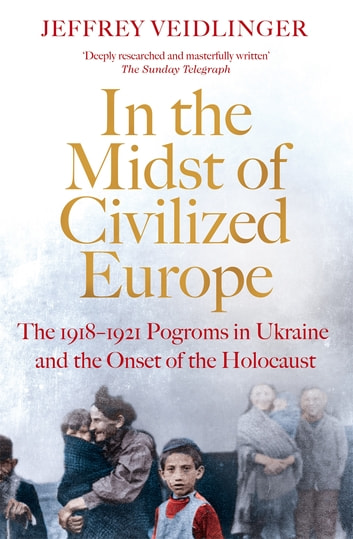 JEFFREY VEIDLINGER
‘Deeply researched and masterfully written’
The Sunday Telegraph
In the
Midst of
Civilized
Europe
The 1918–1921 Pogroms in Ukraine
and the Onset of the Holocaust